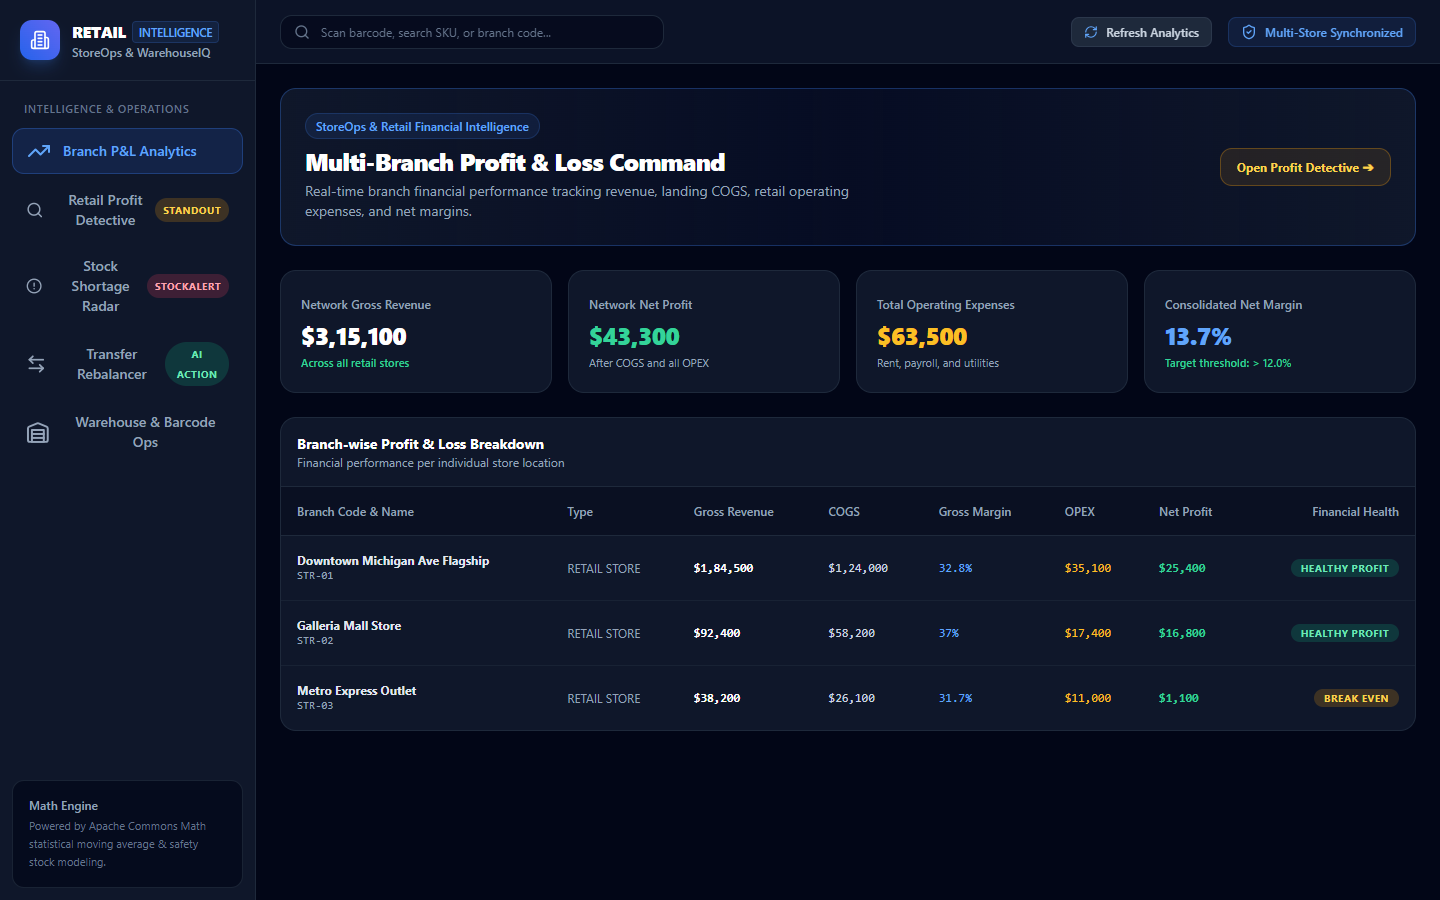 RETAIL INTELLIGENCE
StoreOps & WarehouseIQ
Scan barcode, search SKU, or branch code...
Refresh Analytics
Multi-Store Synchronized
INTELLIGENCE & OPERATIONS
Branch P&L Analytics
Retail Profit
Detective
STANDOUT
Stock
Shortage
Radar
STOCKALERT
Transfer
Rebalancer
AI
ACTION
Warehouse & Barcode
Ops
Math Engine
Powered by Apache Commons Math
statistical moving average & safety
stock modeling.
StoreOps & Retail Financial Intelligence
Multi-Branch Profit & Loss Command
Real-time branch financial performance tracking revenue, landing COGS, retail operating
expenses, and net margins.
Open Profit Detective ➔
Network Gross Revenue
$3,15,100
Across all retail stores
Network Net Profit
$43,300
After COGS and all OPEX
Total Operating Expenses
$63,500
Rent, payroll, and utilities
Consolidated Net Margin
13.7%
Target threshold: > 12.0%
Branch-wise Profit & Loss Breakdown
Financial performance per individual store location
Branch Code & Name Type Gross Revenue COGS Gross Margin OPEX Net Profit Financial Health
Downtown Michigan Ave Flagship
STR-01
RETAIL STORE $1,84,500 $1,24,000 32.8% $35,100 $25,400 HEALTHY PROFIT
Galleria Mall Store
STR-02
RETAIL STORE $92,400 $58,200 37% $17,400 $16,800 HEALTHY PROFIT
Metro Express Outlet
STR-03
RETAIL STORE $38,200 $26,100 31.7% $11,000 $1,100 BREAK EVEN